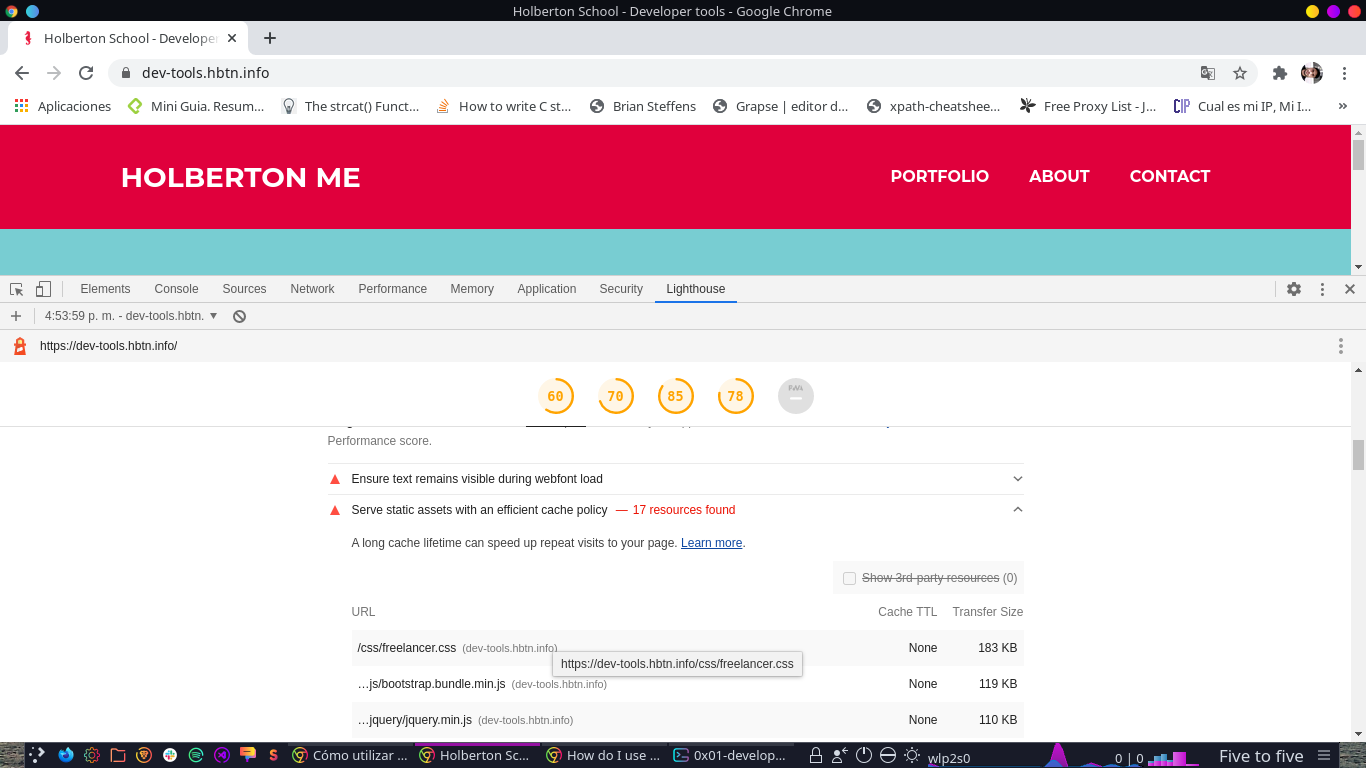 Holberton School - Developer tools - Google Chrome
Holberton School - Developer
dev-tools.hbtn.info
Aplicaciones
Mini Guia. Resum...
The strcat() Funct...
How to write C st...
Brian Steffens
Grapse | editor d...
xpath-cheatshee...
Free Proxy List - J...
CIP
Cual es mi IP, Mi I...
»
HOLBERTON ME
PORTFOLIO
ABOUT
CONTACT
Elements
Console
Sources
Network
Performance
Memory
Application
Security
Lighthouse
4:53:59 p. m. - dev-tools.hbtn.
https://dev-tools.hbtn.info/
60
70
85
78
PWA
Performance score.
Ensure text remains visible during webfont load
Serve static assets with an efficient cache policy — 17 resources found
A long cache lifetime can speed up repeat visits to your page. Learn more.
Show 3rd-party resources (0)
URL Cache TTL Transfer Size
/css/freelancer.css (dev-tools.hbtn.info) None 183 KB
https://dev-tools.hbtn.info/css/freelancer.css
…js/bootstrap.bundle.min.js (dev-tools.hbtn.info) None 119 KB
…jquery/jquery.min.js (dev-tools.hbtn.info) None 110 KB
Cómo utilizar ...
Holberton Sc...
How do I use ...
0x01-develop...
wlp2s0
0 | 0
Five to five